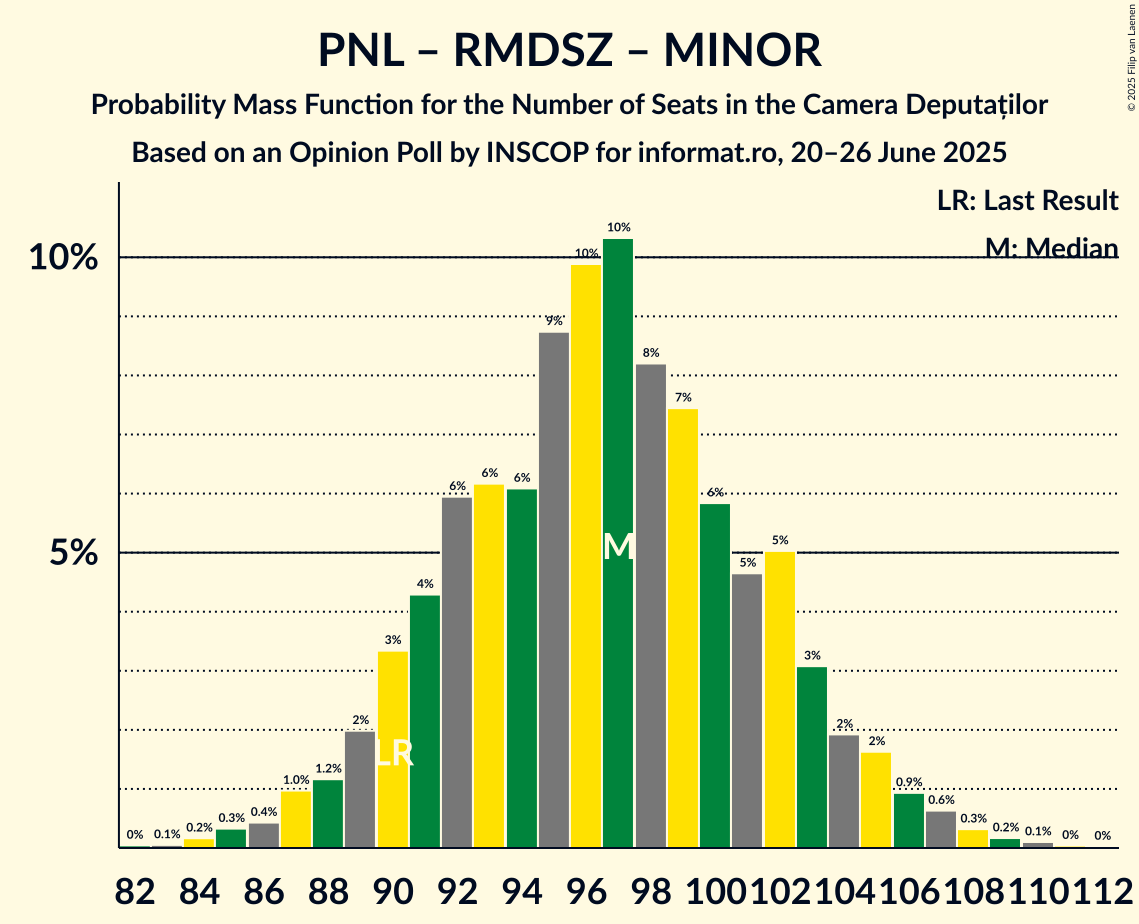 PNL – RMDSZ – MINOR
Probability Mass Function for the Number of Seats in the Camera Deputaților
Based on an Opinion Poll by INSCOP for informat.ro, 20–26 June 2025
© 2025 Filip van Laenen
LR: Last Result
M: Median
10%
5%
0% 0.1% 0.2% 0.3% 0.4% 1.0% 1.2% 2% 3% 4% 6% 6% 6% 9% 10% 10% 8% 7% 6% 5% 5% 3% 2% 2% 0.9% 0.6% 0.3% 0.2% 0.1% 0% 0%
M
LR
82 84 86 88 90 92 94 96 98 100 102 104 106 108 110 112